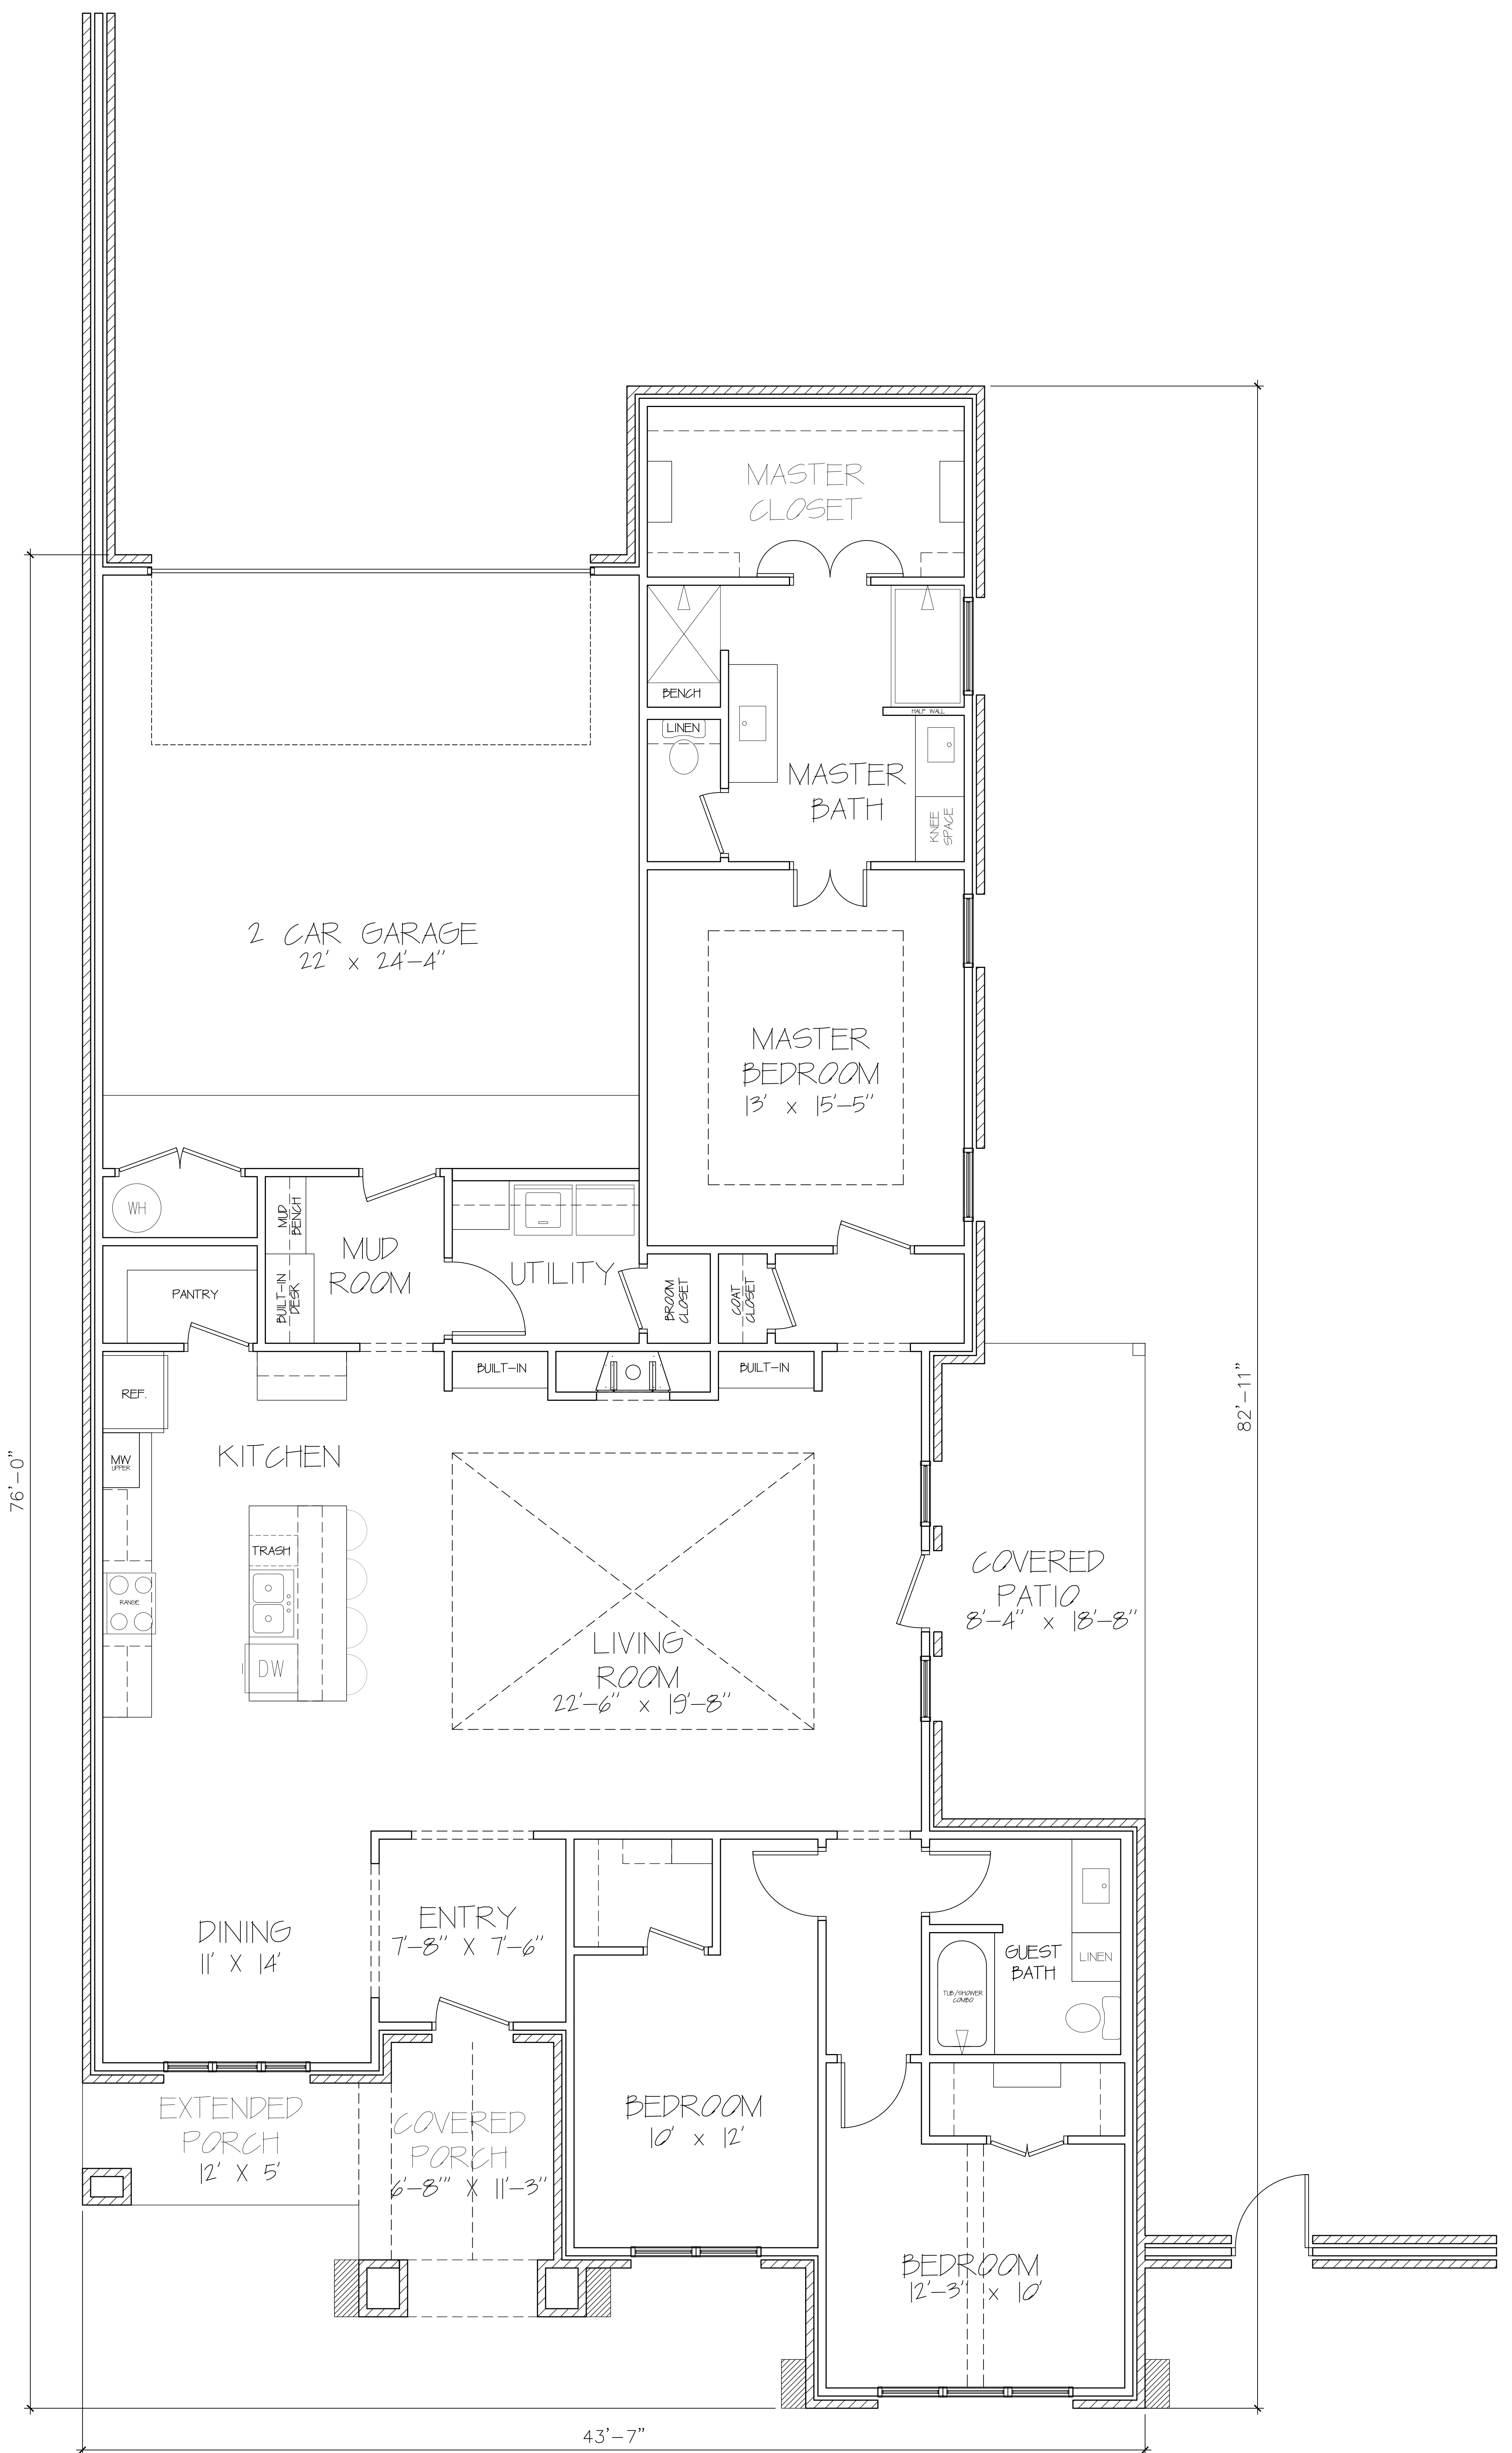 MASTER
CLOSET
BENCH
HALF WALL
LINEN
MASTER
BATH
KNEE
SPACE
2 CAR GARAGE
22' x 24'-4"
MASTER
BEDROOM
13' x 15'-5"
WH
MUD
BENCH
MUD
ROOM
BUILT-IN
DESK
UTILITY
BROOM
CLOSET
COAT
CLOSET
PANTRY
BUILT-IN
BUILT-IN
REF.
KITCHEN
MW
UPPER
82'-11"
76'-0"
TRASH
RANGE
DW
LIVING
ROOM
22'-6" x 19'-8"
COVERED
PATIO
8'-4" x 18'-8"
DINING
11' X 14'
ENTRY
7'-8" X 7'-6"
GUEST
BATH
LINEN
TUB/SHOWER
COMBO
EXTENDED
PORCH
12' X 5'
COVERED
PORCH
6'-8'" X 11'-3"
BEDROOM
10' x 12'
BEDROOM
12'-3" x 10'
43'-7"